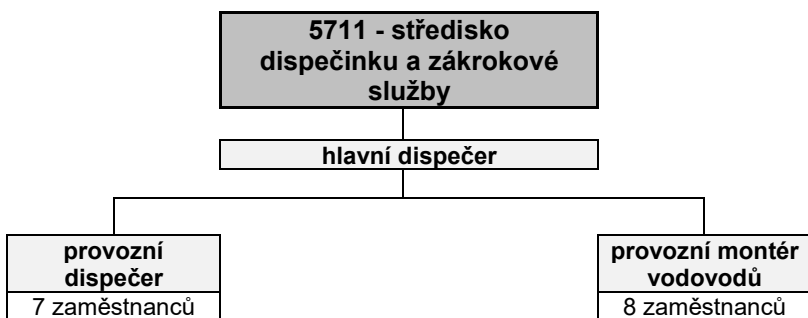 5711 - středisko
dispečinku a zákrokové
služby
hlavní dispečer
provozní
dispečer
7 zaměstnanců
provozní montér
vodovodů
8 zaměstnanců